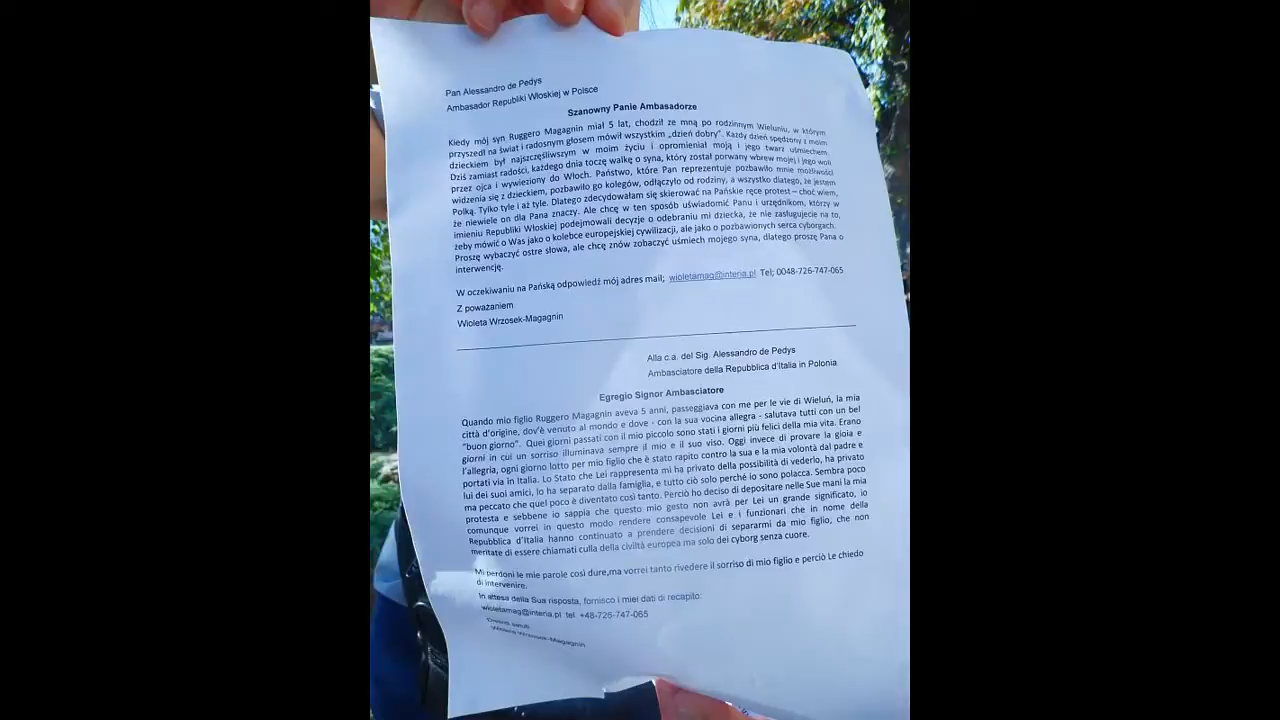 Pan Alessandro de Pedys
Ambasador Republiki Włoskiej w Polsce
Szanowny Panie Ambasadorze
Kiedy mój syn Ruggero Magagnin miał 5 lat, chodził ze mną po rodzinnym Wieluniu, w którym
przyszedł na świat i radosnym głosem mówił wszystkim „dzień dobry”. Każdy dzień spędzony z moim
dzieckiem był najszczęśliwszym w moim życiu i opromieniał moją i jego twarz uśmiechem.
Dziś zamiast radości, każdego dnia toczę walkę o syna, który został porwany wbrew mojej i jego woli
przez ojca i wywieziony do Włoch. Państwo, które Pan reprezentuje pozbawiło mnie możliwości
widzenia się z dzieckiem, pozbawiło go kolegów, odłączyło od rodziny, a wszystko dlatego, że jestem
Polką. Tylko tyle i aż tyle. Dlatego zdecydowałam się skierować na Pańskie ręce protest – choć wiem,
że niewiele on dla Pana znaczy. Ale chcę w ten sposób uświadomić Panu i urzędnikom, którzy w
imieniu Republiki Włoskiej podejmowali decyzje o odebraniu mi dziecka, że nie zasługujecie na to,
żeby mówić o Was jako o kolebce europejskiej cywilizacji, ale jako o pozbawionych serca cyborgach.
Proszę wybaczyć ostre słowa, ale chcę znów zobaczyć uśmiech mojego syna, dlatego proszę Pana o
interwencję.
W oczekiwaniu na Pańską odpowiedź mój adres mail; wioletamag@interia.pl Tel; 0048-726-747-065
Z poważaniem
Wioleta Wrzosek-Magagnin
Alla c.a. del Sig. Alessandro de Pedys
Ambasciatore della Repubblica d'Italia in Polonia
Egregio Signor Ambasciatore
Quando mio figlio Ruggero Magagnin aveva 5 anni, passeggiava con me per le vie di Wieluń, la mia
città d'origine, dov'è venuto al mondo e dove - con la sua vocina allegra - salutava tutti con un bel
“buon giorno”. Quei giorni passati con il mio piccolo sono stati i giorni più felici della mia vita. Erano
giorni in cui un sorriso illuminava sempre il mio e il suo viso. Oggi invece di provare la gioia e
l'allegria, ogni giorno lotto per mio figlio che è stato rapito contro la sua e la mia volontà dal padre e
portati via in Italia. Lo Stato che Lei rappresenta mi ha privato della possibilità di vederlo, ha privato
lui dei suoi amici, lo ha separato dalla famiglia, e tutto ciò solo perché io sono polacca. Sembra poco
ma peccato che quel poco è diventato così tanto. Perciò ho deciso di depositare nelle Sue mani la mia
protesta e sebbene io sappia che questo mio gesto non avrà per Lei un grande significato, io
comunque vorrei in questo modo rendere consapevole Lei e i funzionari che in nome della
Repubblica d'Italia hanno continuato a prendere decisioni di separarmi da mio figlio, che non
meritate di essere chiamati culla della civiltà europea ma solo dei cyborg senza cuore.
Mi perdoni le mie parole così dure,ma vorrei tanto rivedere il sorriso di mio figlio e perciò Le chiedo
di intervenire.
In attesa della Sua risposta, fornisco i miei dati di recapito:
wioletamag@interia.pl tel. +48-726-747-065
Distinti saluti
Wioleta Wrzosek-Magagnin